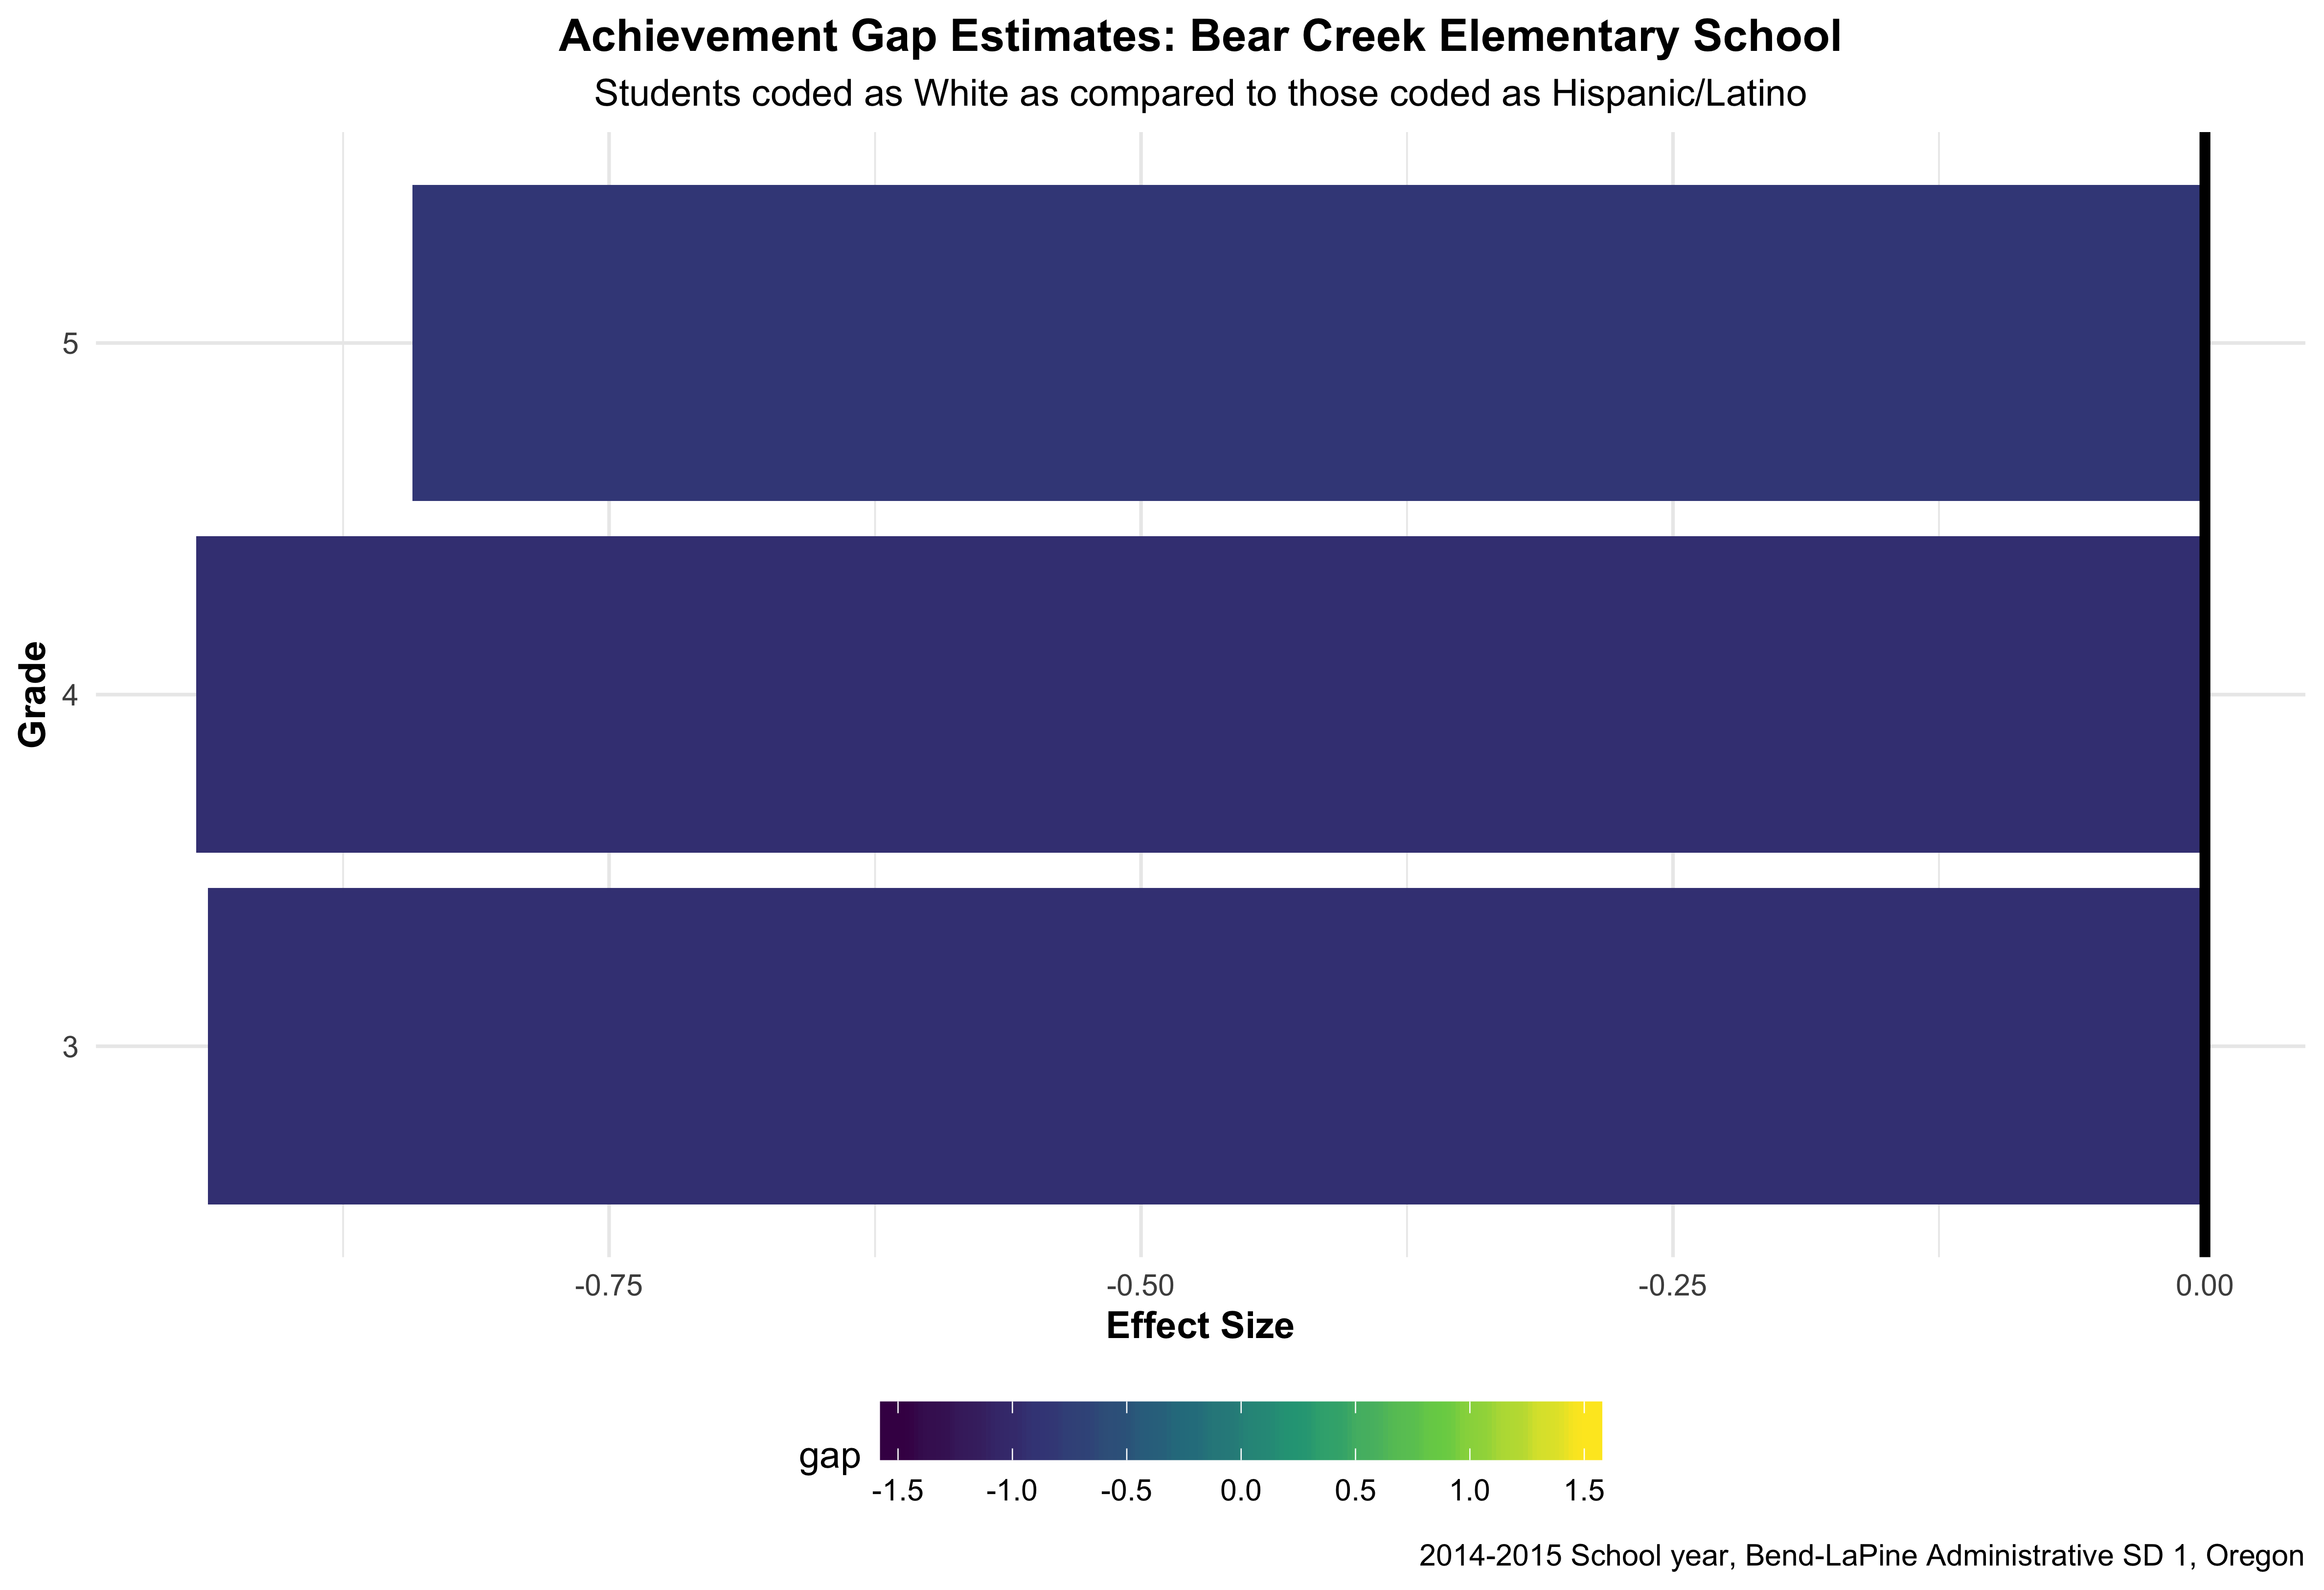 Achievement Gap Estimates: Bear Creek Elementary School
Students coded as White as compared to those coded as Hispanic/Latino
Grade
5
4
3
-0.75 -0.50 -0.25 0.00
Effect Size
gap
-1.5 -1.0 -0.5 0.0 0.5 1.0 1.5
2014-2015 School year, Bend-LaPine Administrative SD 1, Oregon